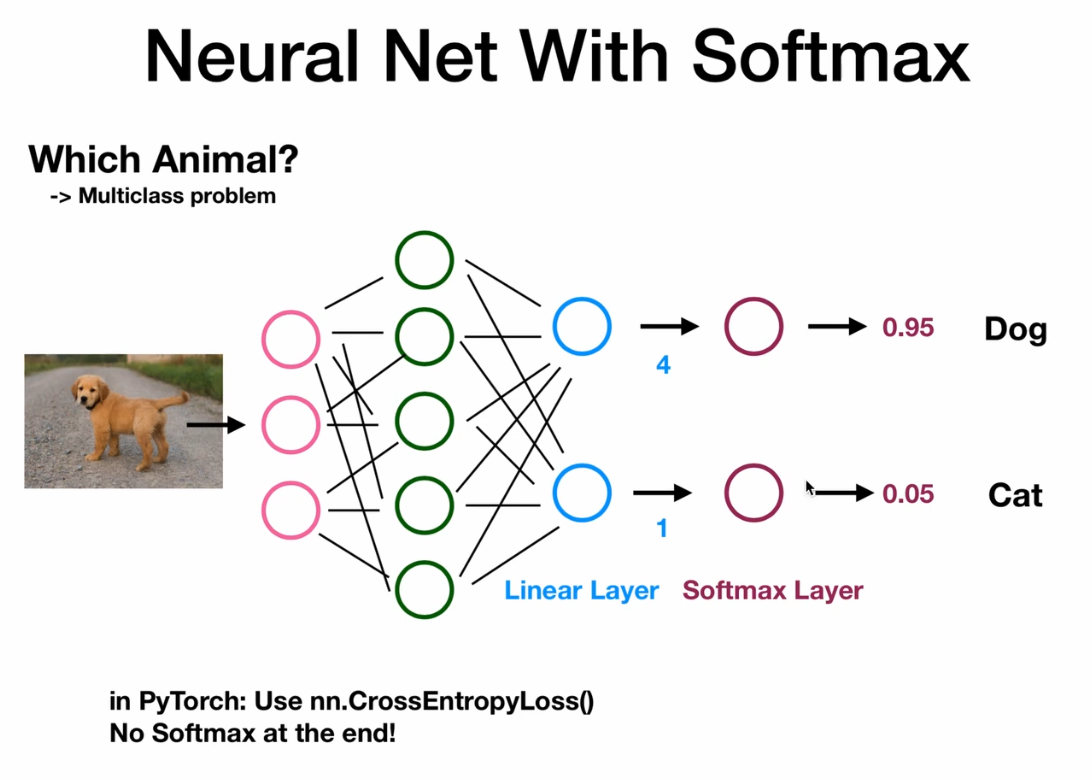 Neural Net With Softmax
Which Animal?
-> Multiclass problem
4
0.95
Dog
1
0.05
Cat
Linear Layer
Softmax Layer
in PyTorch: Use nn.CrossEntropyLoss()
No Softmax at the end!